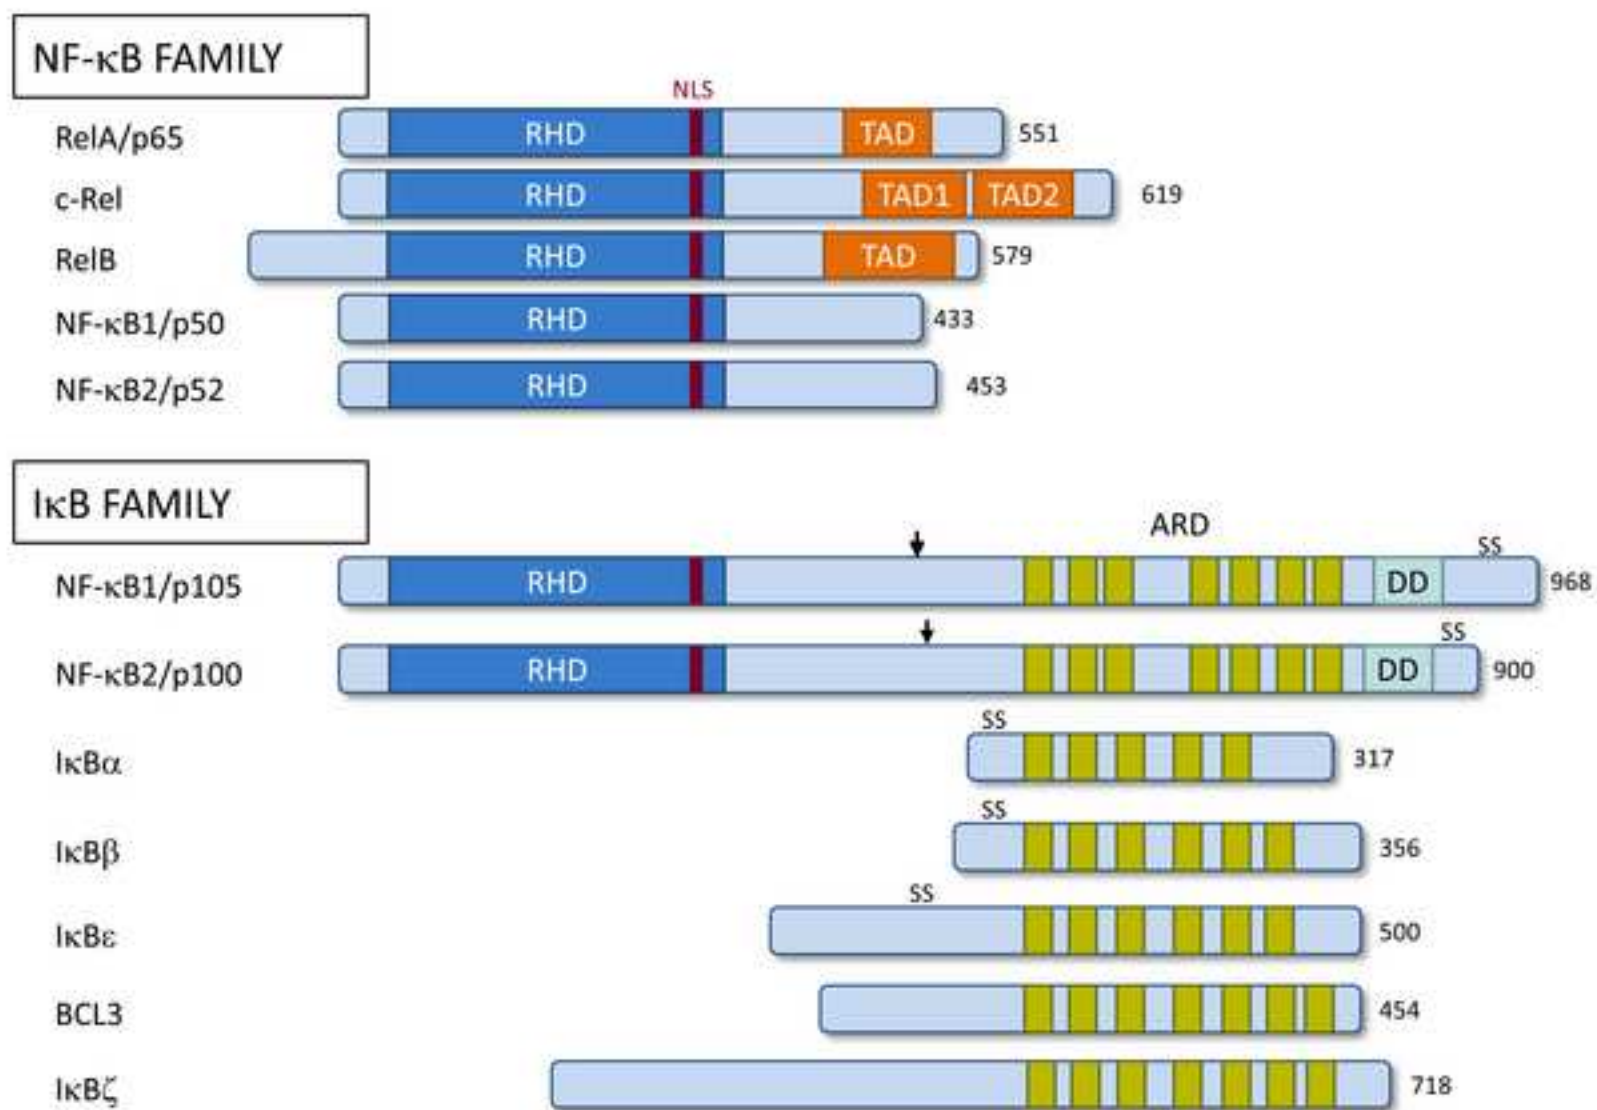 NF-κB FAMILY
NLS
RelA/p65 RHD TAD 551
c-Rel RHD TAD1 TAD2 619
RelB RHD TAD 579
NF-κB1/p50 RHD 433
NF-κB2/p52 RHD 453
IκB FAMILY
ARD
SS
NF-κB1/p105 RHD DD 968
SS
NF-κB2/p100 RHD DD 900
SS
IκBα 317
SS
IκBβ 356
SS
IκBε 500
BCL3 454
IκBζ 718